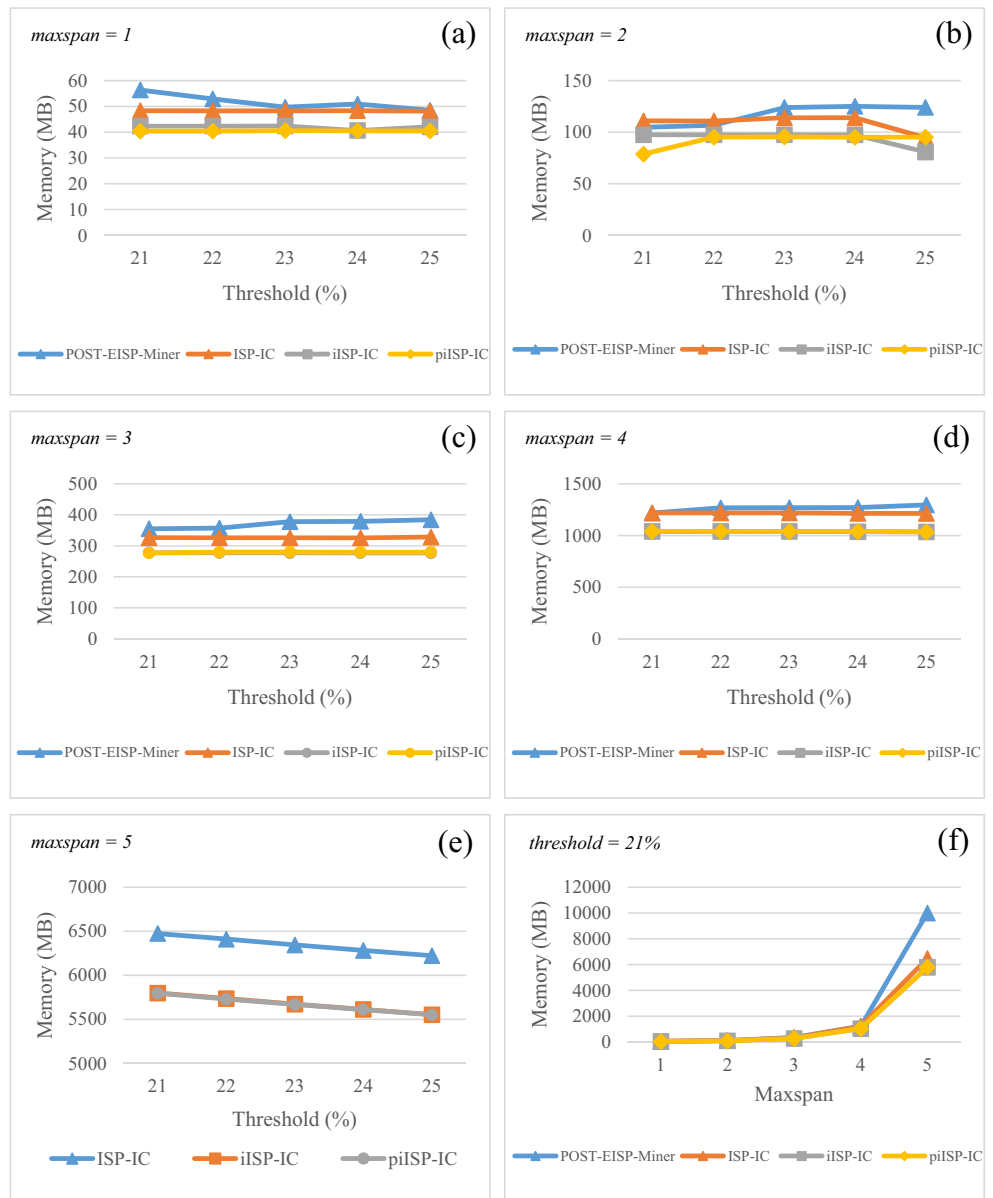 maxspan = 1
(a)
60
50
40
30
20
10
0
Memory (MB)
21 22 23 24 25
Threshold (%)
POST-EISP-Miner ISP-IC iISP-IC piISP-IC
maxspan = 2
(b)
150
100
50
0
Memory (MB)
21 22 23 24 25
Threshold (%)
POST-EISP-Miner ISP-IC iISP-IC piISP-IC
maxspan = 3
(c)
500
400
300
200
100
0
Memory (MB)
21 22 23 24 25
Threshold (%)
POST-EISP-Miner ISP-IC iISP-IC piISP-IC
maxspan = 4
(d)
1500
1000
500
0
Memory (MB)
21 22 23 24 25
Threshold (%)
POST-EISP-Miner ISP-IC iISP-IC piISP-IC
maxspan = 5
(e)
7000
6500
6000
5500
5000
Memory (MB)
21 22 23 24 25
Threshold (%)
ISP-IC iISP-IC piISP-IC
threshold = 21%
(f)
12000
10000
8000
6000
4000
2000
0
Memory (MB)
1 2 3 4 5
Maxspan
POST-EISP-Miner ISP-IC iISP-IC piISP-IC